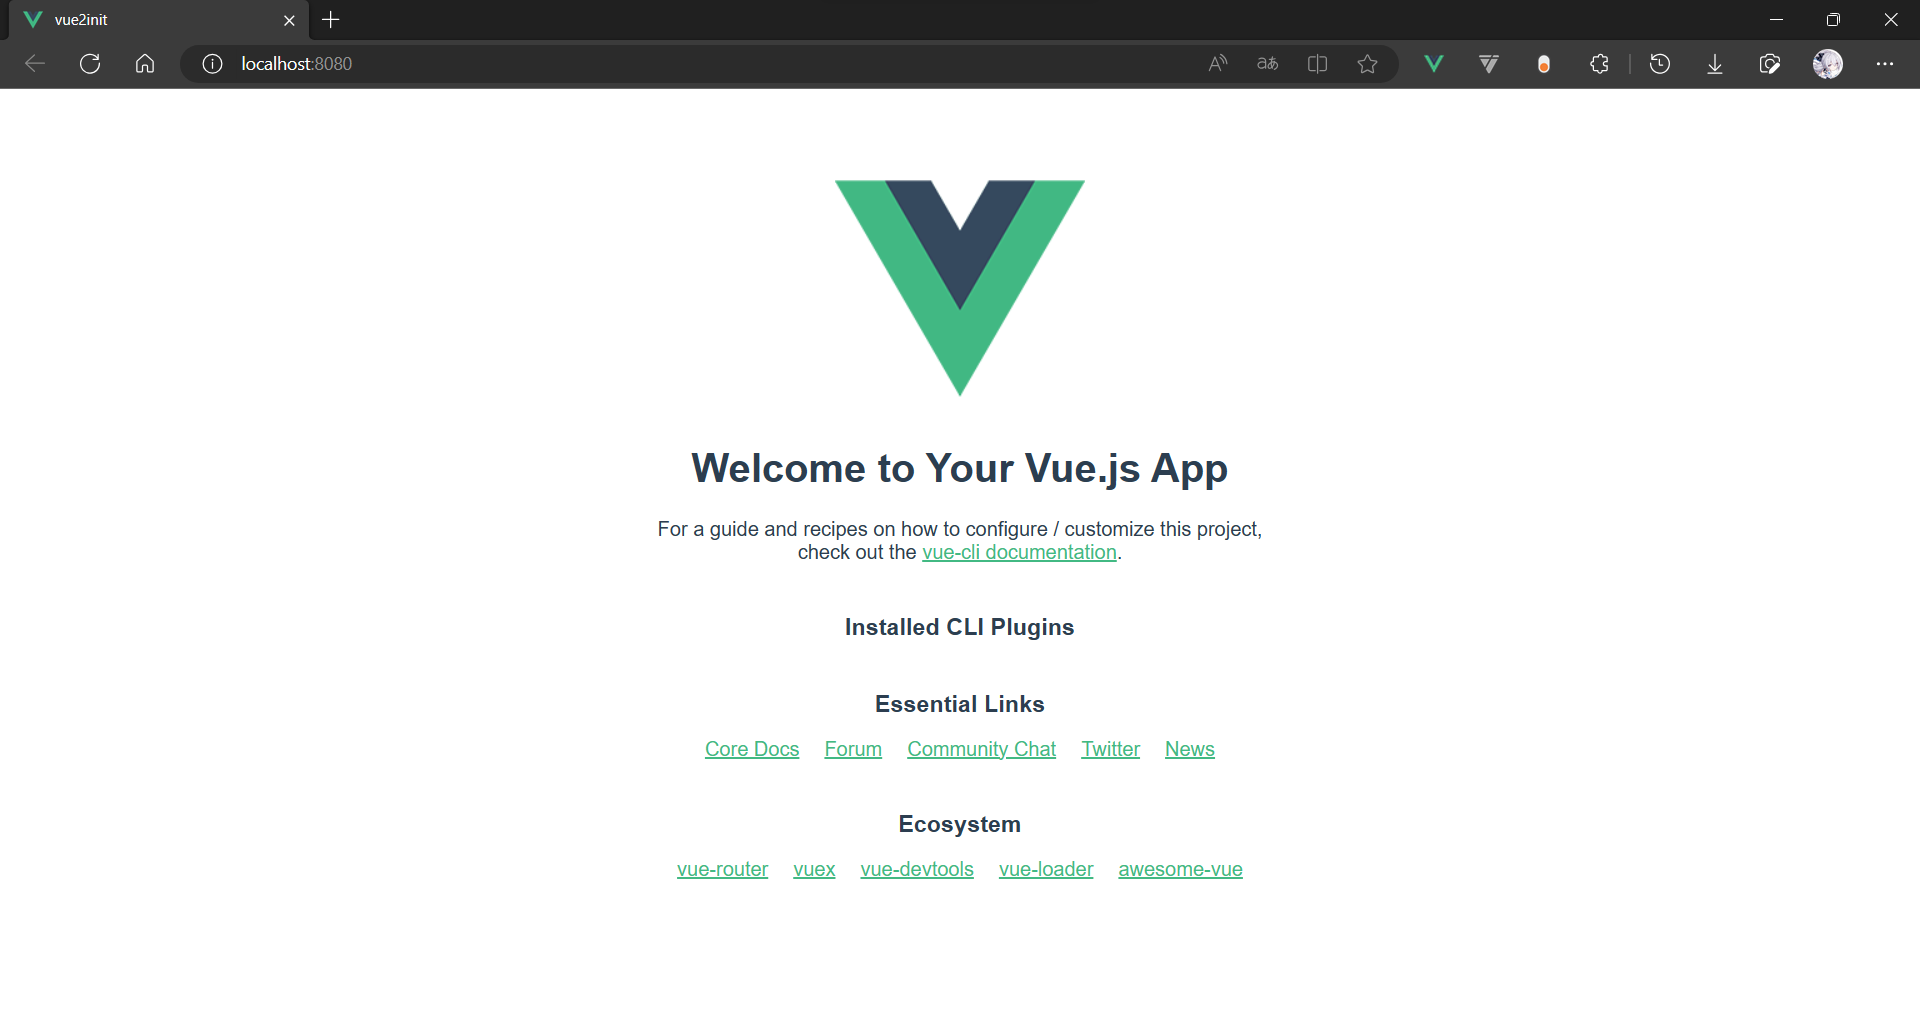 vue2init
localhost:8080
Welcome to Your Vue.js App
For a guide and recipes on how to configure / customize this project,
check out the vue-cli documentation.
Installed CLI Plugins
Essential Links
Core Docs Forum Community Chat Twitter News
Ecosystem
vue-router vuex vue-devtools vue-loader awesome-vue